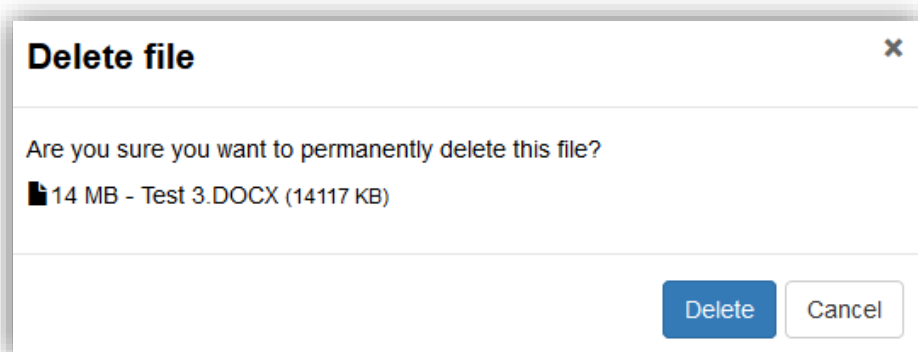 Delete file
×
Are you sure you want to permanently delete this file?
14 MB - Test 3.DOCX (14117 KB)
Delete
Cancel